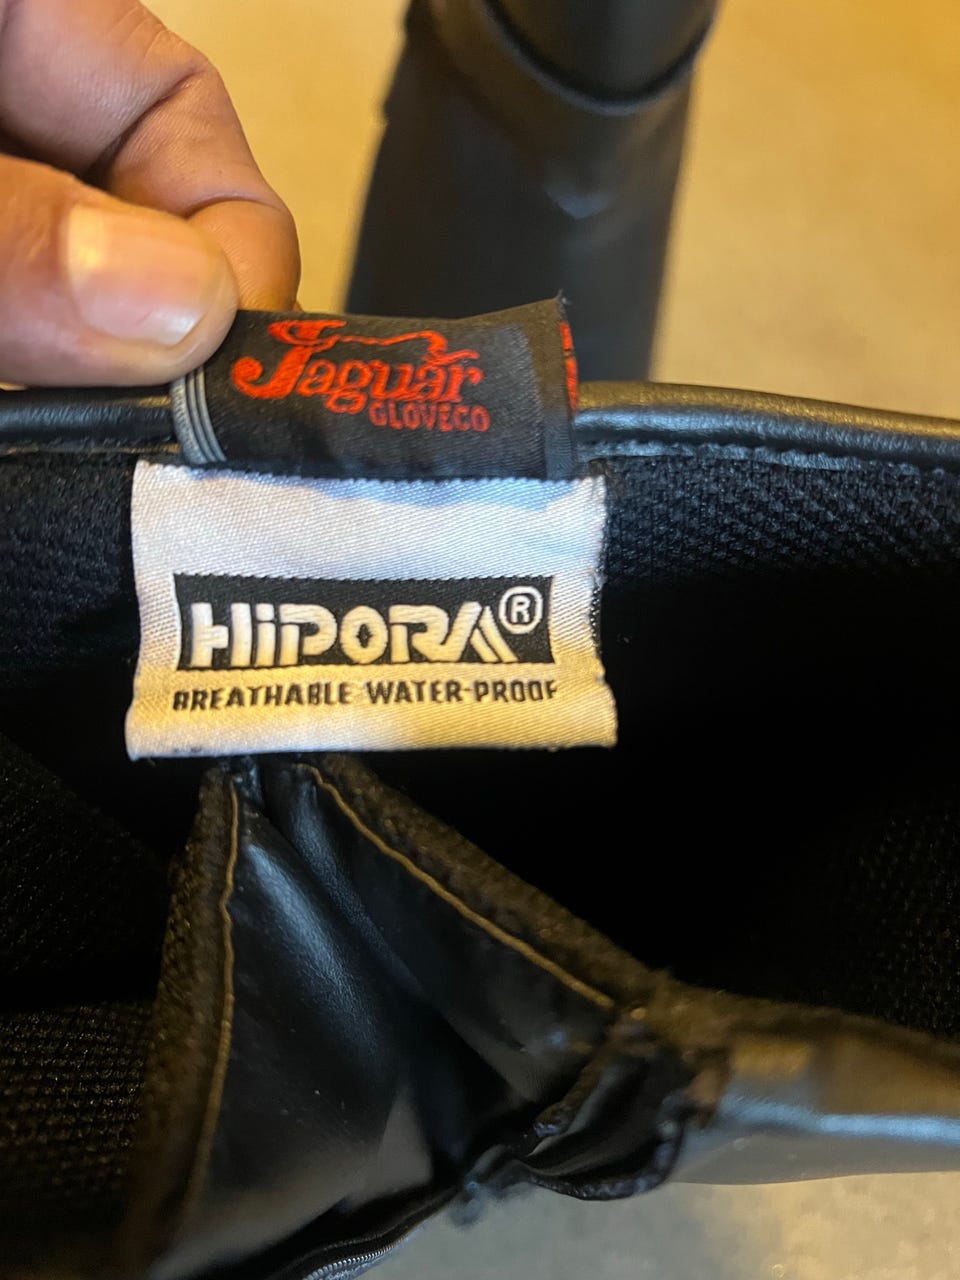 Jaguar
GLOVECO
HiPORA®
BREATHABLE WATER-PROOF